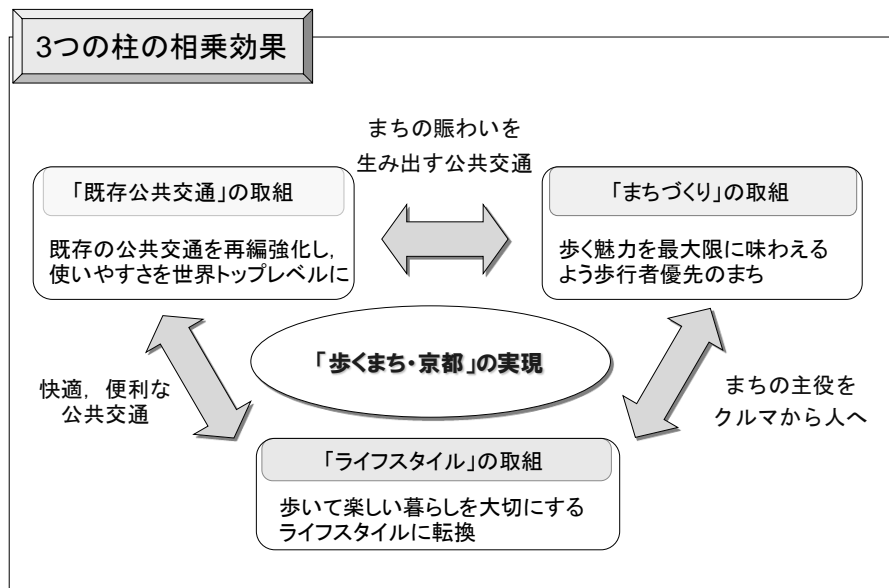 3つの柱の相乗効果
まちの賑わいを
生み出す公共交通
「既存公共交通」の取組
既存の公共交通を再編強化し，
使いやすさを世界トップレベルに
「まちづくり」の取組
歩く魅力を最大限に味わえる
よう歩行者優先のまち
「歩くまち・京都」の実現
快適，便利な
公共交通
まちの主役を
クルマから人へ
「ライフスタイル」の取組
歩いて楽しい暮らしを大切にする
ライフスタイルに転換